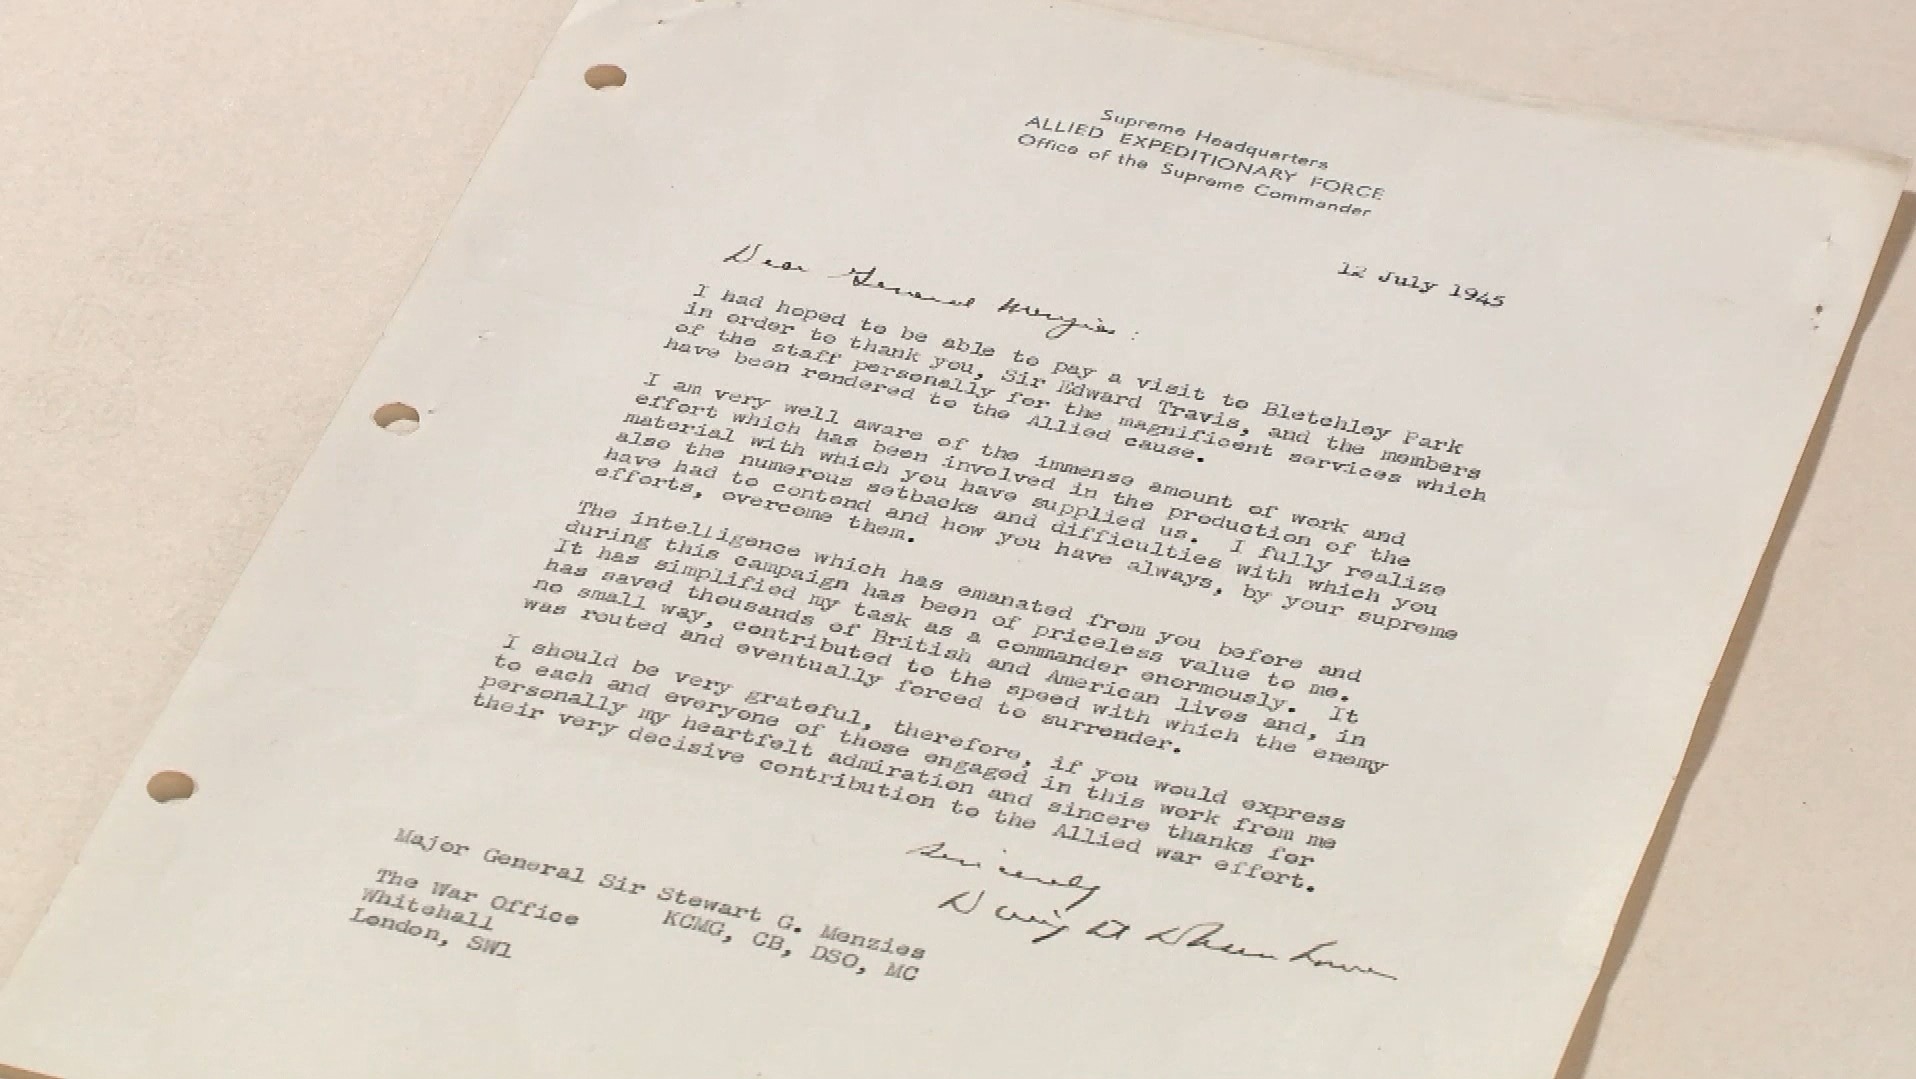 Supreme Headquarters
ALLIED EXPEDITIONARY FORCE
Office of the Supreme Commander
12 July 1945
Dear General Menzies:
I had hoped to be able to pay a visit to Bletchley Park
in order to thank you, Sir Edward Travis, and the members
of the staff personally for the magnificent services which
have been rendered to the Allied cause.
I am very well aware of the immense amount of work and
effort which has been involved in the production of the
material with which you have supplied us. I fully realize
also the numerous setbacks and difficulties with which you
have had to contend and how you have always, by your supreme
efforts, overcome them.
The intelligence which has emanated from you before and
during this campaign has been of priceless value to me.
It has simplified my task as a commander enormously. It
has saved thousands of British and American lives and, in
no small way, contributed to the speed with which the enemy
was routed and eventually forced to surrender.
I should be very grateful, therefore, if you would express
to each and everyone of those engaged in this work from me
personally my heartfelt admiration and sincere thanks for
their very decisive contribution to the Allied war effort.
Sincerely
Dwight D Eisenhower
Major General Sir Stewart G. Menzies
KCMG, CB, DSO, MC
The War Office
Whitehall
London, SW1